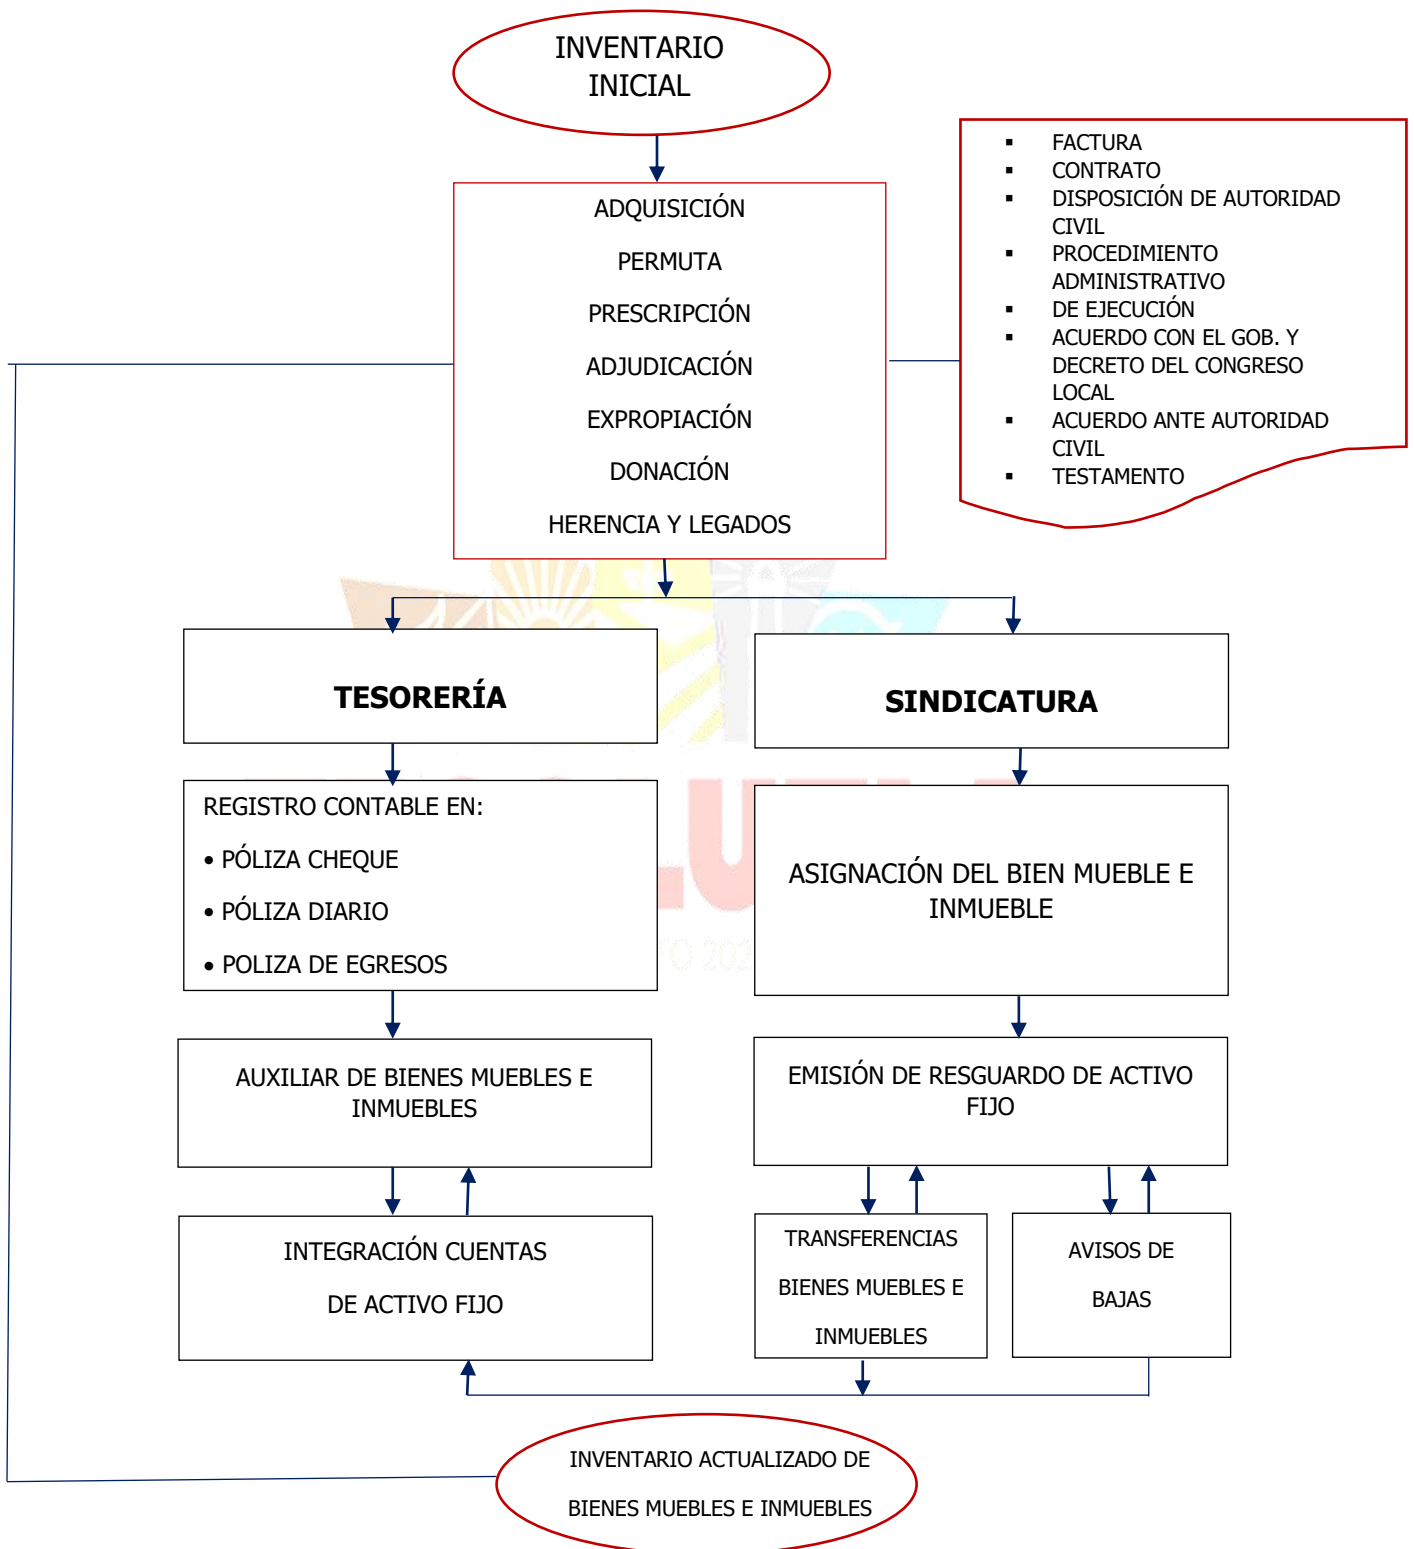 INVENTARIO
INICIAL
ADQUISICIÓN
PERMUTA
PRESCRIPCIÓN
ADJUDICACIÓN
EXPROPIACIÓN
DONACIÓN
HERENCIA Y LEGADOS
▪ FACTURA
▪ CONTRATO
▪ DISPOSICIÓN DE AUTORIDAD
CIVIL
▪ PROCEDIMIENTO
ADMINISTRATIVO
▪ DE EJECUCIÓN
▪ ACUERDO CON EL GOB. Y
DECRETO DEL CONGRESO
LOCAL
▪ ACUERDO ANTE AUTORIDAD
CIVIL
▪ TESTAMENTO
TESORERÍA
REGISTRO CONTABLE EN:
• PÓLIZA CHEQUE
• PÓLIZA DIARIO
• POLIZA DE EGRESOS
AUXILIAR DE BIENES MUEBLES E
INMUEBLES
INTEGRACIÓN CUENTAS
DE ACTIVO FIJO
SINDICATURA
ASIGNACIÓN DEL BIEN MUEBLE E
INMUEBLE
EMISIÓN DE RESGUARDO DE ACTIVO
FIJO
TRANSFERENCIAS
BIENES MUEBLES E
INMUEBLES
AVISOS DE
BAJAS
INVENTARIO ACTUALIZADO DE
BIENES MUEBLES E INMUEBLES